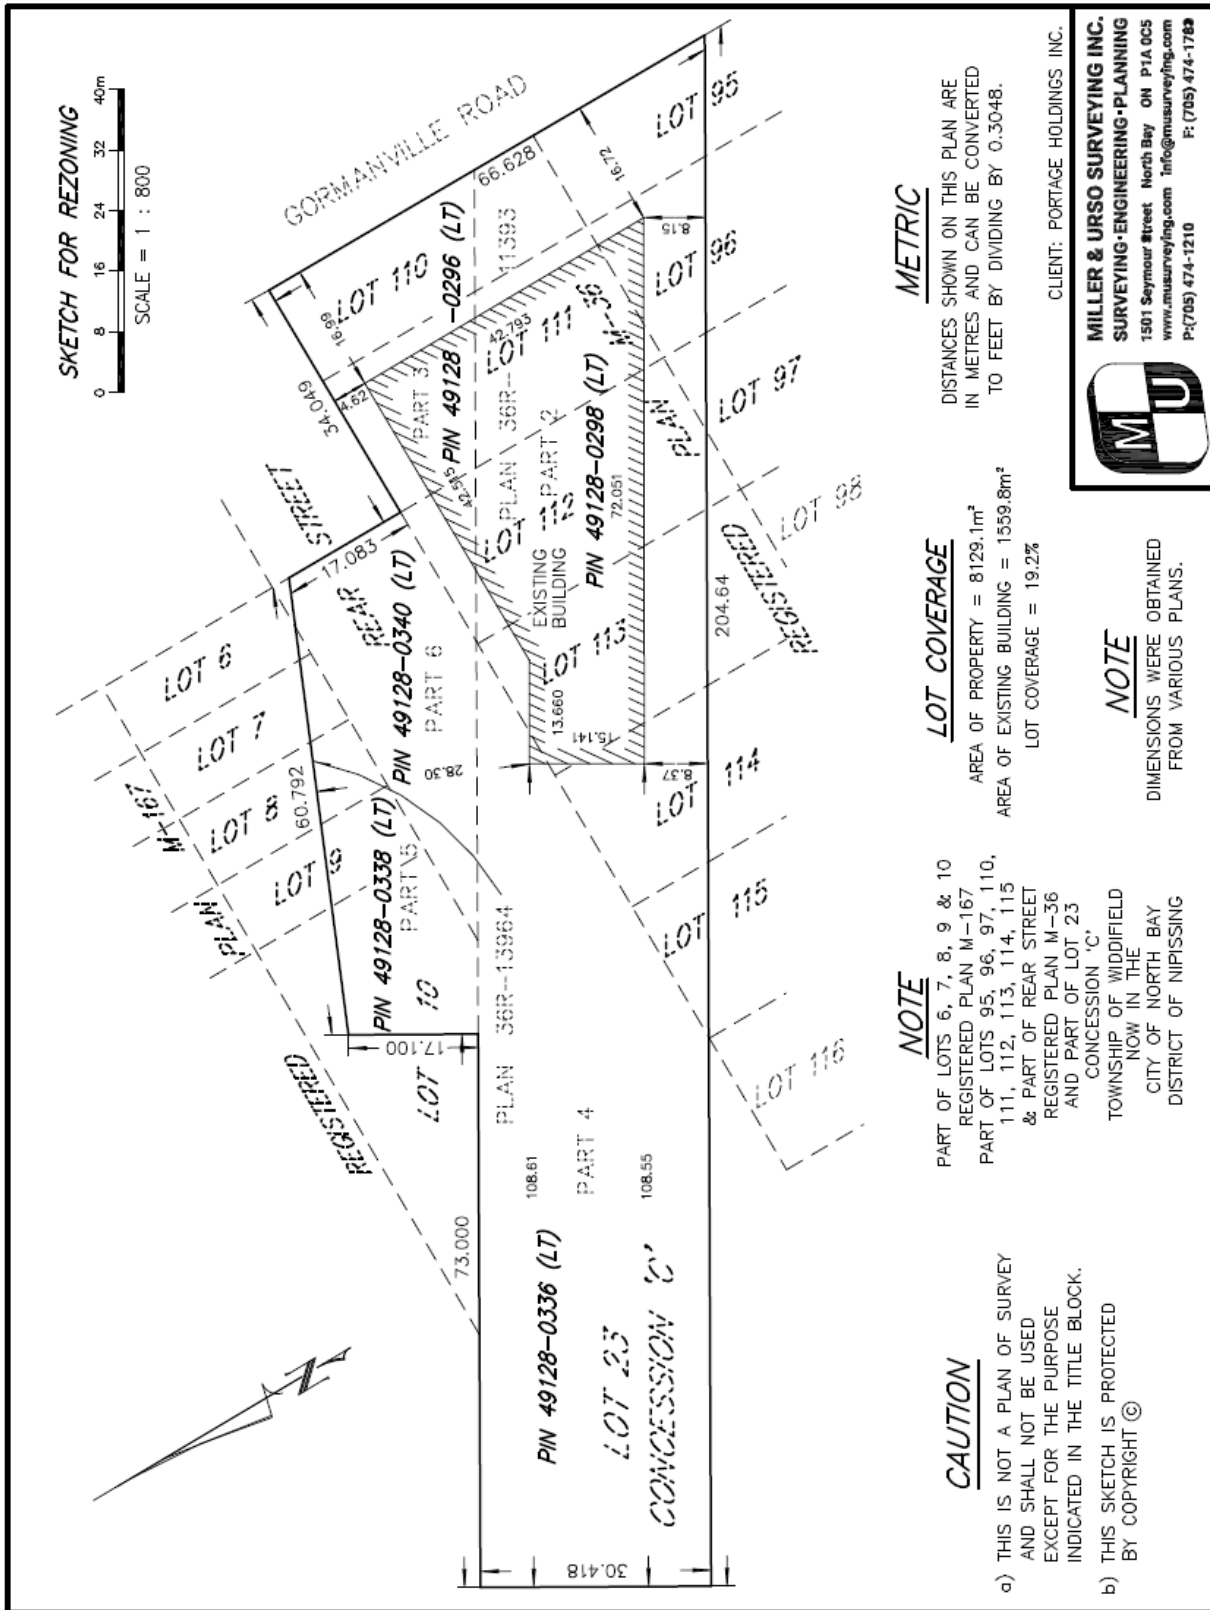 SKETCH FOR REZONING
0 8 16 24 32 40m
SCALE = 1 : 800
GORMANVILLE ROAD
REGISTERED PLAN M-167
LOT 6
LOT 7
LOT 8
LOT 9
LOT 10
REAR STREET
60.792
17.083
34.049
4.62
16.99
66.628
16.72
8.15
42.793
42.515
72.051
13.660
15.141
8.37
28.30
17.100
73.000
108.61
108.55
30.418
204.64
LOT 110
LOT 111
LOT 112
LOT 113
LOT 114
LOT 115
LOT 116
LOT 95
LOT 96
LOT 97
LOT 98
REGISTERED PLAN M-36
PART 3
PIN 49128-0296 (LT)
PLAN 36R-11393
PART 2
PIN 49128-0298 (LT)
EXISTING
BUILDING
PIN 49128-0340 (LT)
PART 6
PIN 49128-0338 (LT)
PART 5
PLAN 36R-13964
PART 4
PIN 49128-0336 (LT)
LOT 23
CONCESSION 'C'
CAUTION
a) THIS IS NOT A PLAN OF SURVEY
AND SHALL NOT BE USED
EXCEPT FOR THE PURPOSE
INDICATED IN THE TITLE BLOCK.
b) THIS SKETCH IS PROTECTED
BY COPYRIGHT ©
NOTE
PART OF LOTS 6, 7, 8, 9 & 10
REGISTERED PLAN M-167
PART OF LOTS 95, 96, 97, 110,
111, 112, 113, 114, 115
& PART OF REAR STREET
REGISTERED PLAN M-36
AND PART OF LOT 23
CONCESSION 'C'
TOWNSHIP OF WIDDIFIELD
NOW IN THE
CITY OF NORTH BAY
DISTRICT OF NIPISSING
LOT COVERAGE
AREA OF PROPERTY = 8129.1m²
AREA OF EXISTING BUILDING = 1559.8m²
LOT COVERAGE = 19.2%
NOTE
DIMENSIONS WERE OBTAINED
FROM VARIOUS PLANS.
METRIC
DISTANCES SHOWN ON THIS PLAN ARE
IN METRES AND CAN BE CONVERTED
TO FEET BY DIVIDING BY 0.3048.
CLIENT: PORTAGE HOLDINGS INC.
MU
MILLER & URSO SURVEYING INC.
SURVEYING·ENGINEERING·PLANNING
1501 Seymour Street North Bay ON P1A 0C5
www.musurveying.com info@musurveying.com
P:(705) 474-1210 F: (705) 474-1783
N